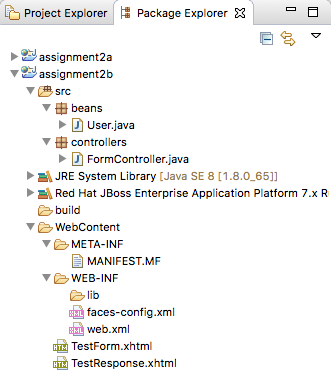 Project Explorer Package Explorer
assignment2a
assignment2b
src
beans
User.java
controllers
FormController.java
JRE System Library [Java SE 8 [1.8.0_65]]
Red Hat JBoss Enterprise Application Platform 7.x R
build
WebContent
META-INF
MANIFEST.MF
WEB-INF
lib
faces-config.xml
web.xml
TestForm.xhtml
TestResponse.xhtml